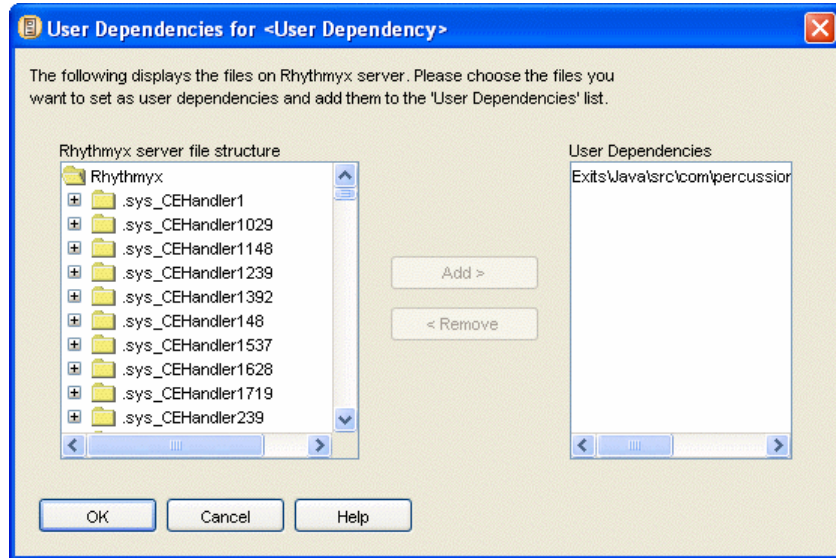 User Dependencies for <User Dependency>
The following displays the files on Rhythmyx server. Please choose the files you
want to set as user dependencies and add them to the 'User Dependencies' list.
Rhythmyx server file structure
Rhythmyx
.sys_CEHandler1
.sys_CEHandler1029
.sys_CEHandler1148
.sys_CEHandler1239
.sys_CEHandler1392
.sys_CEHandler148
.sys_CEHandler1537
.sys_CEHandler1628
.sys_CEHandler1719
.sys_CEHandler239
Add >
< Remove
User Dependencies
Exits\Java\src\com\percussion
OK
Cancel
Help